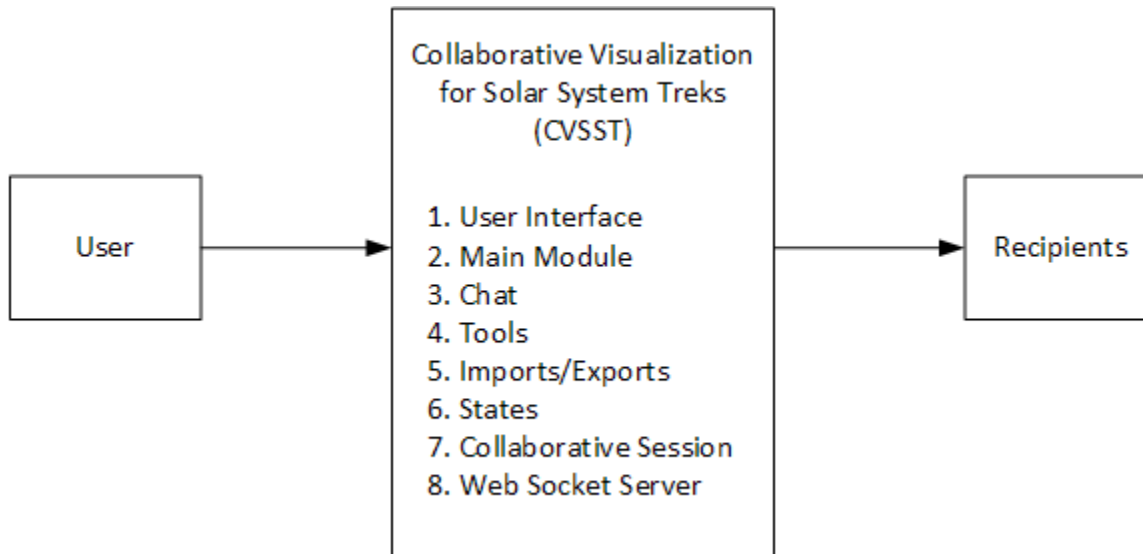 User
Collaborative Visualization
for Solar System Treks
(CVSST)
1. User Interface
2. Main Module
3. Chat
4. Tools
5. Imports/Exports
6. States
7. Collaborative Session
8. Web Socket Server
Recipients